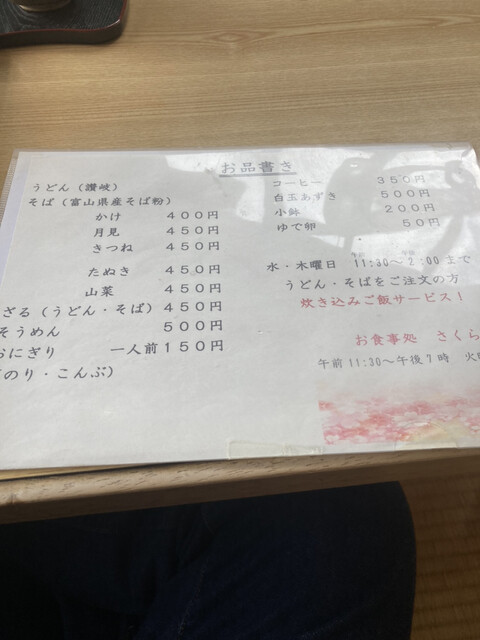 お品書き
うどん（讃岐）
そば（富山県産そば粉）
かけ ４００円
月見 ４５０円
きつね ４５０円
たぬき ４５０円
山菜 ４５０円
ざる（うどん・そば）４５０円
そうめん ５００円
おにぎり 一人前１５０円
のり・こんぶ）
コーヒー ３５０円
白玉あずき ５００円
小鉢 ２００円
ゆで卵 ５０円
水・木曜日 11:30～2:00まで
うどん・そばをご注文の方
炊き込みご飯サービス！
お食事処 さくら
午前11:30～午後7時 火曜